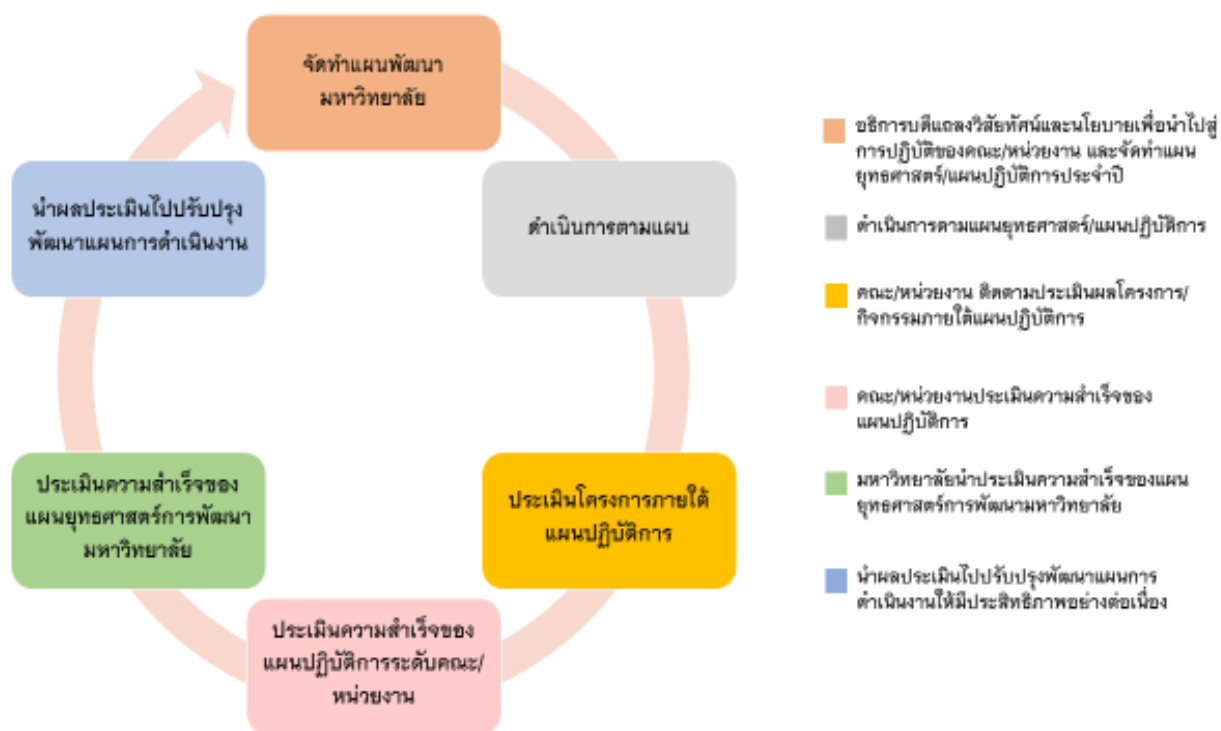 จัดทำแผนพัฒนา
มหาวิทยาลัย
ดำเนินการตามแผน
ประเมินโครงการภายใต้
แผนปฏิบัติการ
ประเมินความสำเร็จของ
แผนปฏิบัติการระดับคณะ/
หน่วยงาน
ประเมินความสำเร็จของ
แผนยุทธศาสตร์การพัฒนา
มหาวิทยาลัย
นำผลประเมินไปปรับปรุง
พัฒนาแผนการดำเนินงาน
อธิการบดีแถลงวิสัยทัศน์และนโยบายเพื่อนำไปสู่
การปฏิบัติของคณะ/หน่วยงาน และจัดทำแผน
ยุทธศาสตร์/แผนปฏิบัติการประจำปี
ดำเนินการตามแผนยุทธศาสตร์/แผนปฏิบัติการ
คณะ/หน่วยงาน ติดตามประเมินผลโครงการ/
กิจกรรมภายใต้แผนปฏิบัติการ
คณะ/หน่วยงานประเมินความสำเร็จของ
แผนปฏิบัติการ
มหาวิทยาลัยนำประเมินความสำเร็จของแผน
ยุทธศาสตร์การพัฒนามหาวิทยาลัย
นำผลประเมินไปปรับปรุงพัฒนาแผนการ
ดำเนินงานให้มีประสิทธิภาพอย่างต่อเนื่อง